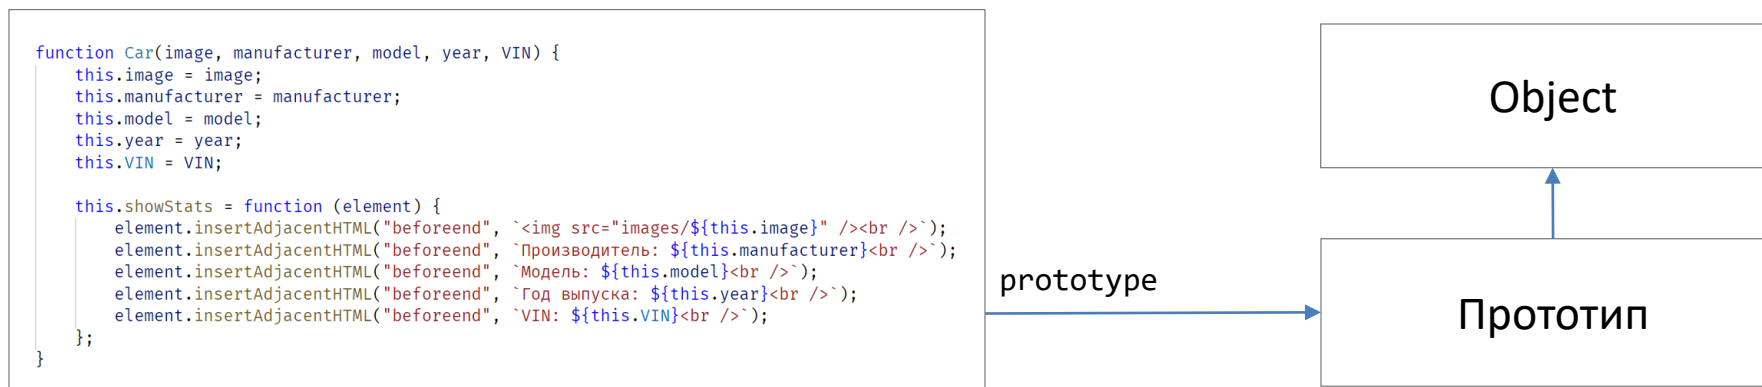 function Car(image, manufacturer, model, year, VIN) {
    this.image = image;
    this.manufacturer = manufacturer;
    this.model = model;
    this.year = year;
    this.VIN = VIN;

    this.showStats = function (element) {
        element.insertAdjacentHTML("beforeend", `<img src="images/${this.image}" /><br />`);
        element.insertAdjacentHTML("beforeend", `Производитель: ${this.manufacturer}<br />`);
        element.insertAdjacentHTML("beforeend", `Модель: ${this.model}<br />`);
        element.insertAdjacentHTML("beforeend", `Год выпуска: ${this.year}<br />`);
        element.insertAdjacentHTML("beforeend", `VIN: ${this.VIN}<br />`);
    };
}
prototype
Object
Прототип